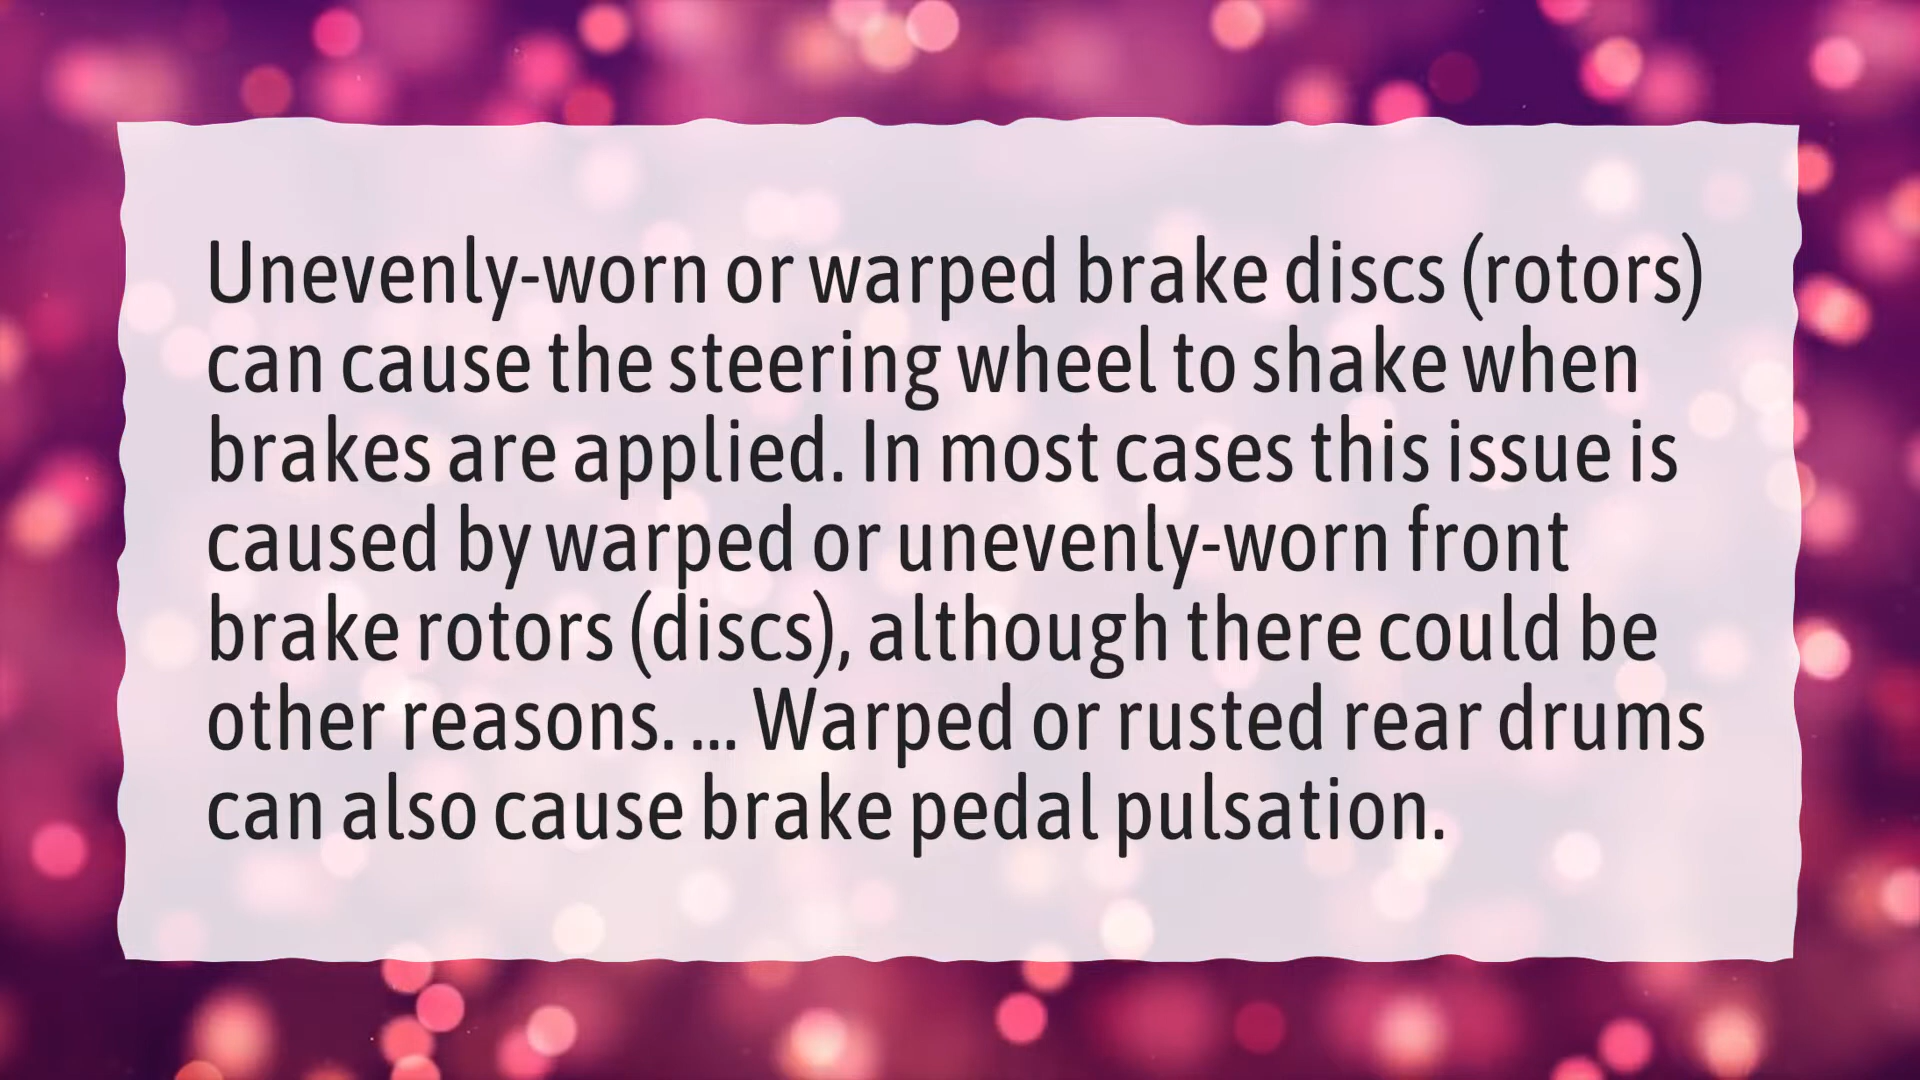 Unevenly-worn or warped brake discs (rotors)
can cause the steering wheel to shake when
brakes are applied. In most cases this issue is
caused by warped or unevenly-worn front
brake rotors (discs), although there could be
other reasons. ... Warped or rusted rear drums
can also cause brake pedal pulsation.